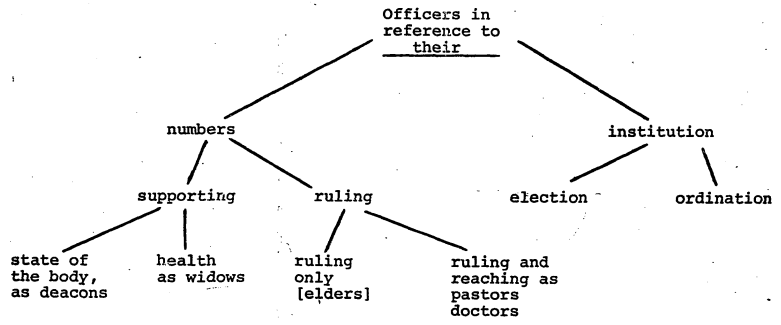 Officers in
reference to
their
numbers
institution
supporting
ruling
election
ordination
state of
the body,
as deacons
health
as widows
ruling
only
[elders]
ruling and
reaching as
pastors
doctors